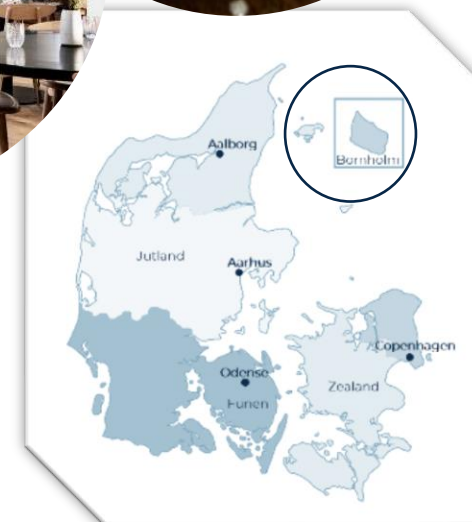 Aalborg
Bornholm
Jutland
Aarhus
Copenhagen
Odense
Zealand
Funen